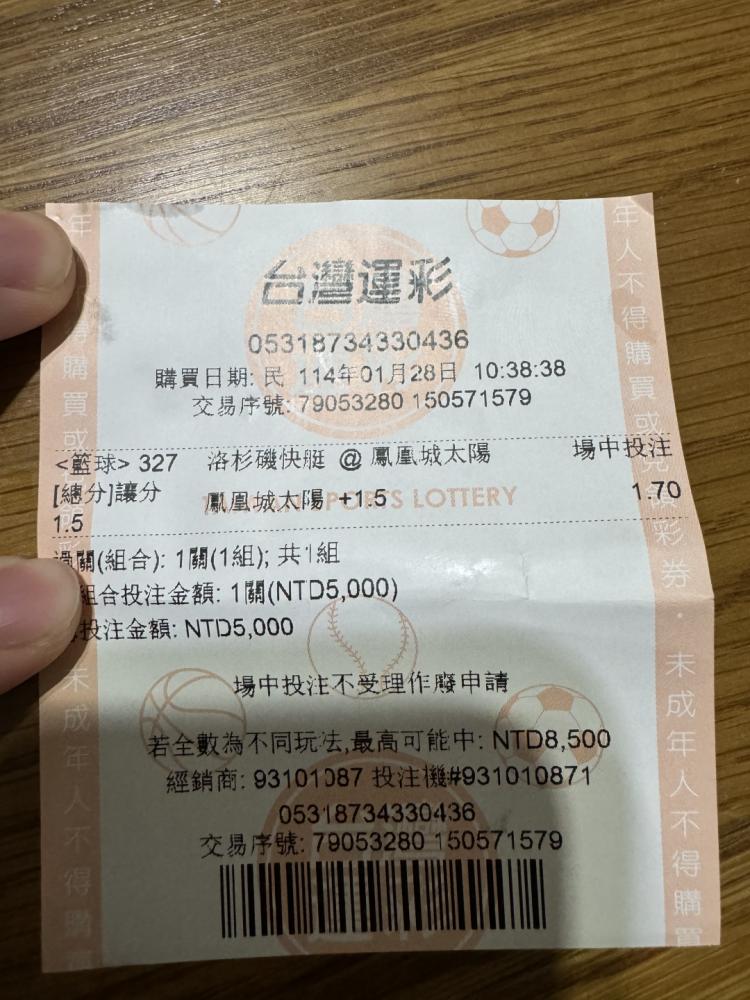 台灣運彩
05318734330436
購買日期: 民 114年01月28日 10:38:38
交易序號: 79053280 150571579
<籃球> 327 洛杉磯快艇 @ 鳳凰城太陽 場中投注
[總分]讓分 鳳凰城太陽 +1.5 1.70
1.5
SPORTS LOTTERY
過關(組合): 1關(1組); 共1組
組合投注金額: 1關(NTD5,000)
投注金額: NTD5,000
場中投注不受理作廢申請
若全數為不同玩法,最高可能中: NTD8,500
經銷商: 93101087 投注機#931010871
05318734330436
交易序號: 79053280 150571579
年人不得購買或兌領彩券・未成年人不得購買